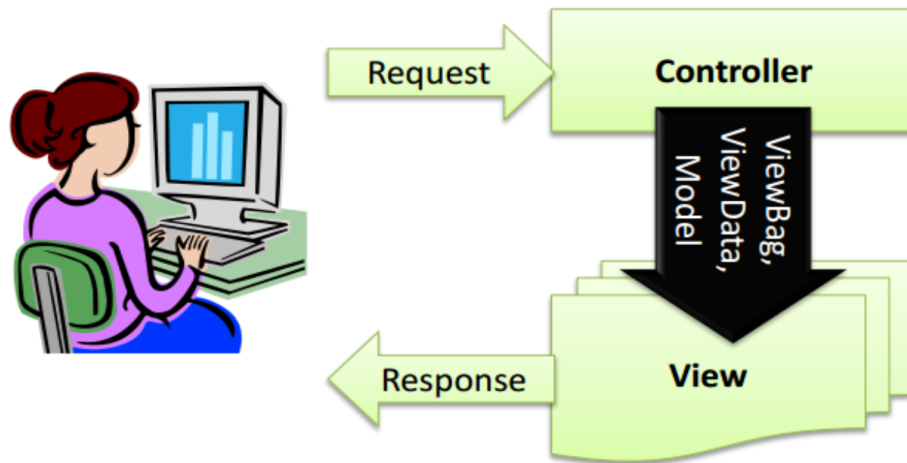 Request
Controller
ViewBag,
ViewData,
Model
Response
View